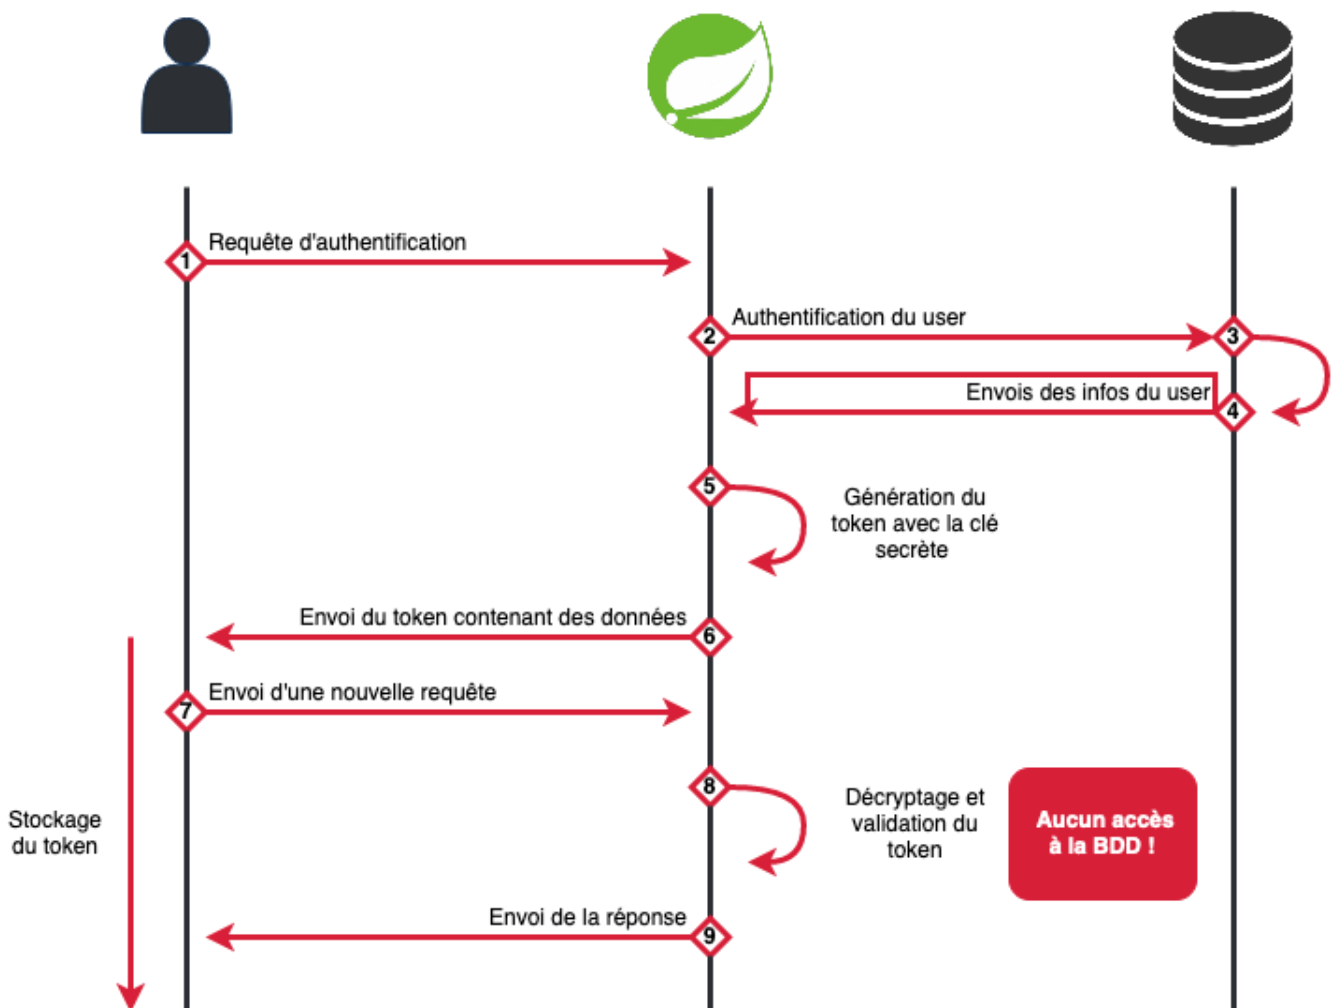 Requête d'authentification
1
Authentification du user
2
3
Envois des infos du user
4
5
Génération du
token avec la clé
secrète
Envoi du token contenant des données
6
Envoi d'une nouvelle requête
7
8
Décryptage et
validation du
token
Aucun accès
à la BDD !
Stockage
du token
Envoi de la réponse
9